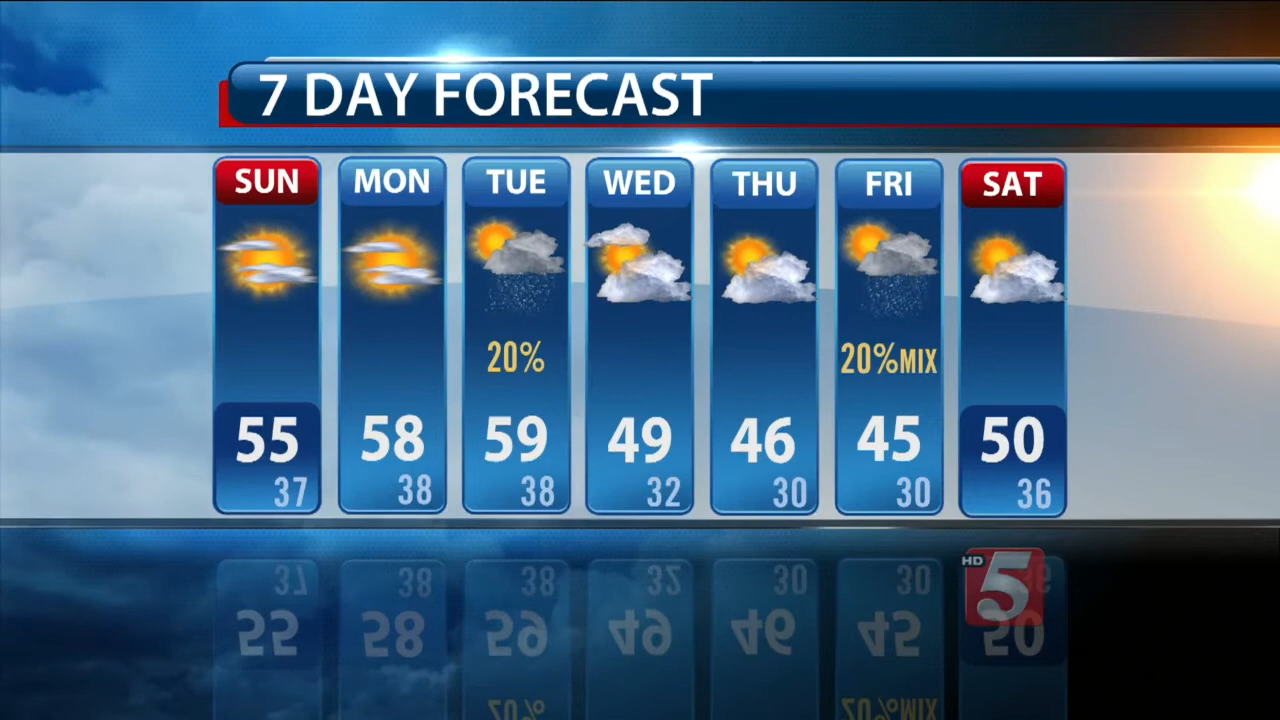 7 DAY FORECAST
SUN MON TUE WED THU FRI SAT
20% 20%MIX
55 58 59 49 46 45 50
37 38 38 32 30 30 36
HD 5